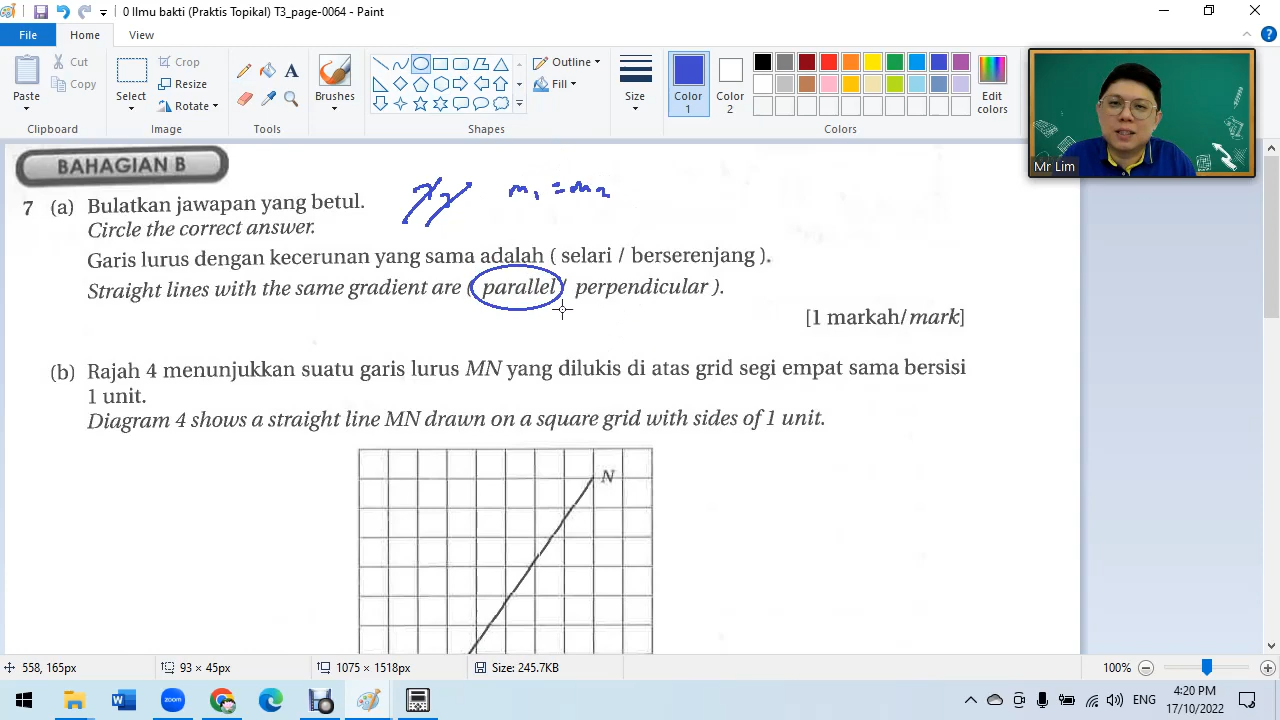 0 Ilmu bakti (Praktis Topikal) T3_page-0064 - Paint
File Home View
Paste Cut Copy
Clipboard
Select Crop Resize Rotate
Image
Tools
Brushes
Outline Fill
Shapes
Size
Color 1
Color 2
Edit colors
Colors
Mr Lim
BAHAGIAN B
m1 = m2
7 (a) Bulatkan jawapan yang betul.
Circle the correct answer.
Garis lurus dengan kecerunan yang sama adalah ( selari / berserenjang ).
Straight lines with the same gradient are ( parallel / perpendicular ).
[1 markah/mark]
(b) Rajah 4 menunjukkan suatu garis lurus MN yang dilukis di atas grid segi empat sama bersisi
1 unit.
Diagram 4 shows a straight line MN drawn on a square grid with sides of 1 unit.
N
558, 165px 93 × 45px 1075 × 1518px Size: 245.7KB 100%
zoom ENG 4:20 PM
17/10/2022